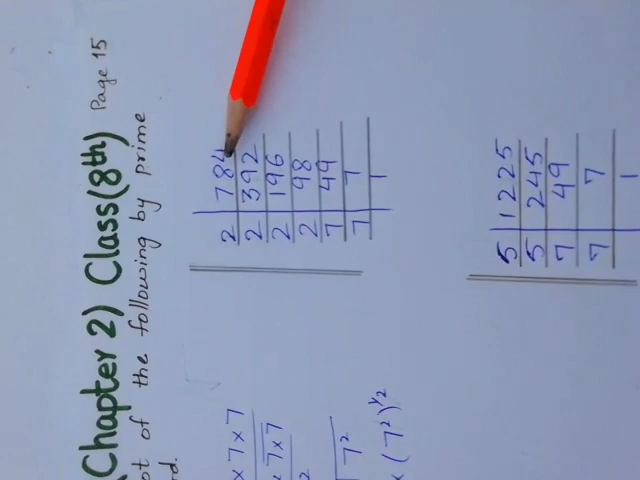 Chapter 2) Class(8th) Page 15
of the following by prime
2 | 784
2 | 392
2 | 196
2 | 98
7 | 49
7 | 7
1
5 | 1225
5 | 245
7 | 49
7 | 7
1
× 7 × 7
× 7 × 7
7²
× (7²)^½